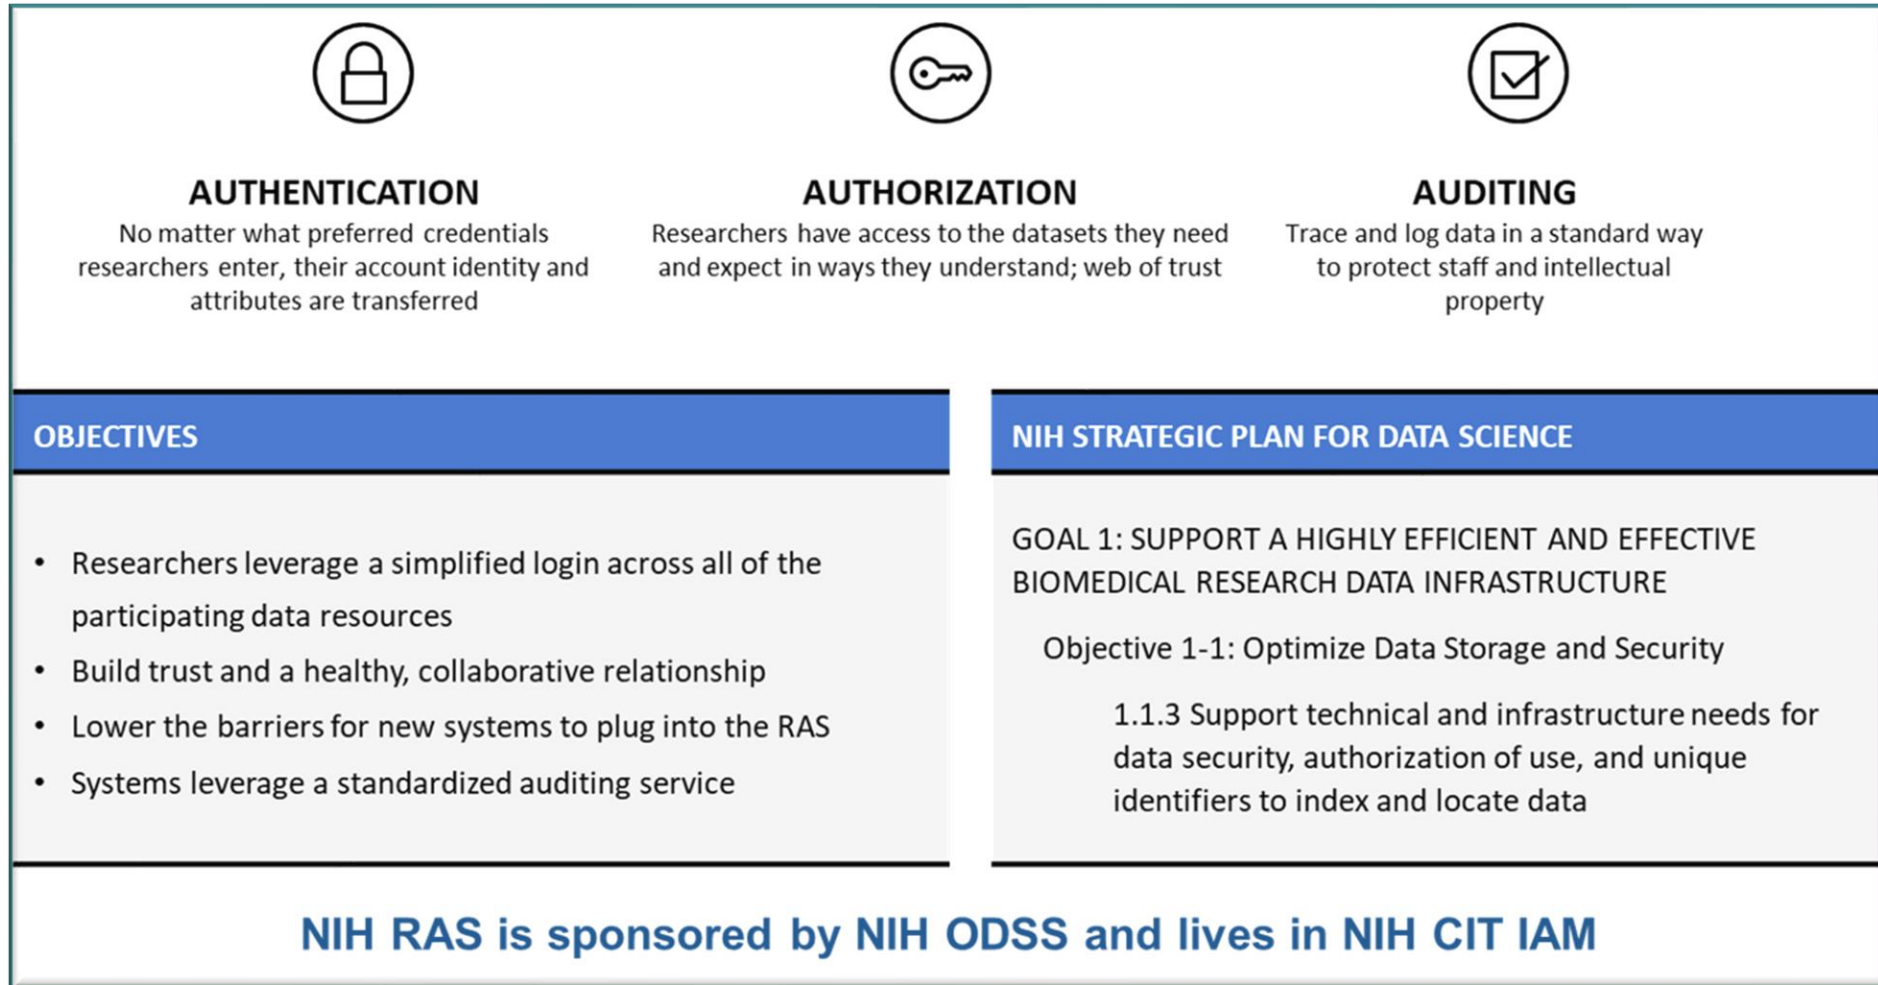 AUTHENTICATION
No matter what preferred credentials
researchers enter, their account identity and
attributes are transferred
AUTHORIZATION
Researchers have access to the datasets they need
and expect in ways they understand; web of trust
AUDITING
Trace and log data in a standard way
to protect staff and intellectual
property
OBJECTIVES
• Researchers leverage a simplified login across all of the
participating data resources
• Build trust and a healthy, collaborative relationship
• Lower the barriers for new systems to plug into the RAS
• Systems leverage a standardized auditing service
NIH STRATEGIC PLAN FOR DATA SCIENCE
GOAL 1: SUPPORT A HIGHLY EFFICIENT AND EFFECTIVE
BIOMEDICAL RESEARCH DATA INFRASTRUCTURE
Objective 1-1: Optimize Data Storage and Security
1.1.3 Support technical and infrastructure needs for
data security, authorization of use, and unique
identifiers to index and locate data
NIH RAS is sponsored by NIH ODSS and lives in NIH CIT IAM